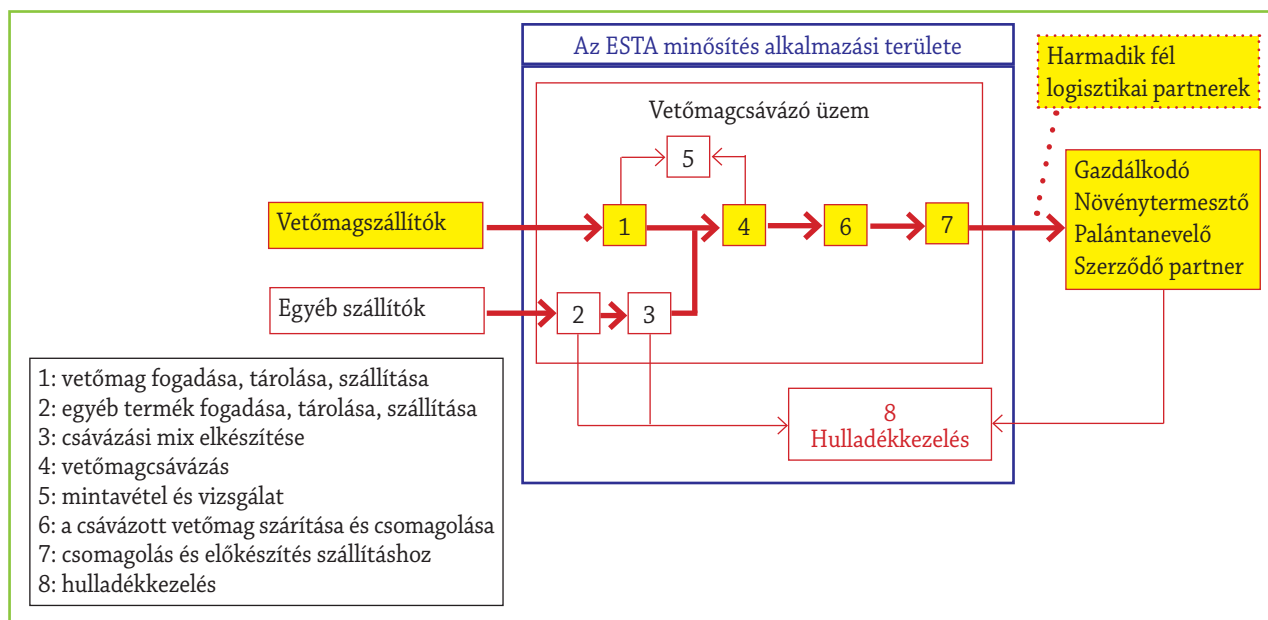 Az ESTA minősítés alkalmazási területe
Harmadik fél
logisztikai partnerek
Vetőmagcsávázó üzem
5
Gazdálkodó
Növénytermesztő
Palántanevelő
Szerződő partner
Vetőmagszállítók
1
4
6
7
Egyéb szállítók
2
3
8
Hulladékkezelés
1: vetőmag fogadása, tárolása, szállítása
2: egyéb termék fogadása, tárolása, szállítása
3: csávázási mix elkészítése
4: vetőmagcsávázás
5: mintavétel és vizsgálat
6: a csávázott vetőmag szárítása és csomagolása
7: csomagolás és előkészítés szállításhoz
8: hulladékkezelés